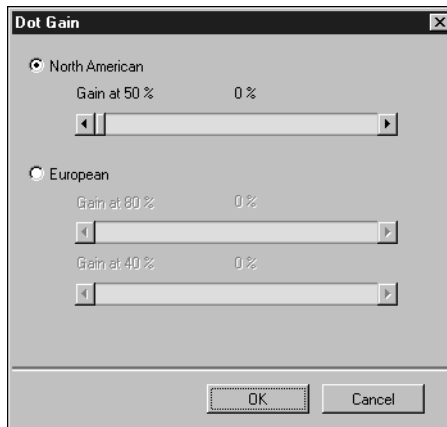 Dot Gain
North American
Gain at 50 % 0 %
European
Gain at 80 % 0 %
Gain at 40 % 0 %
OK Cancel